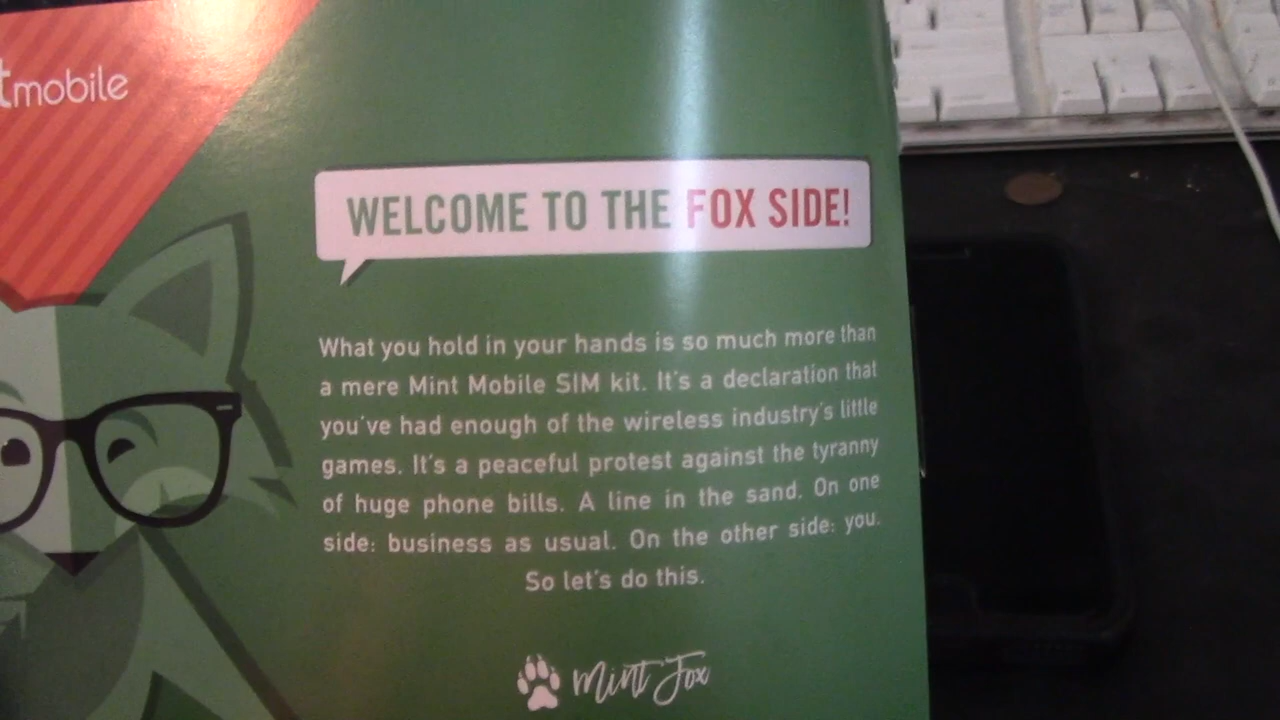 tmobile
WELCOME TO THE FOX SIDE!
What you hold in your hands is so much more than
a mere Mint Mobile SIM kit. It's a declaration that
you've had enough of the wireless industry's little
games. It's a peaceful protest against the tyranny
of huge phone bills. A line in the sand. On one
side: business as usual. On the other side: you.
So let's do this.
Mint Fox